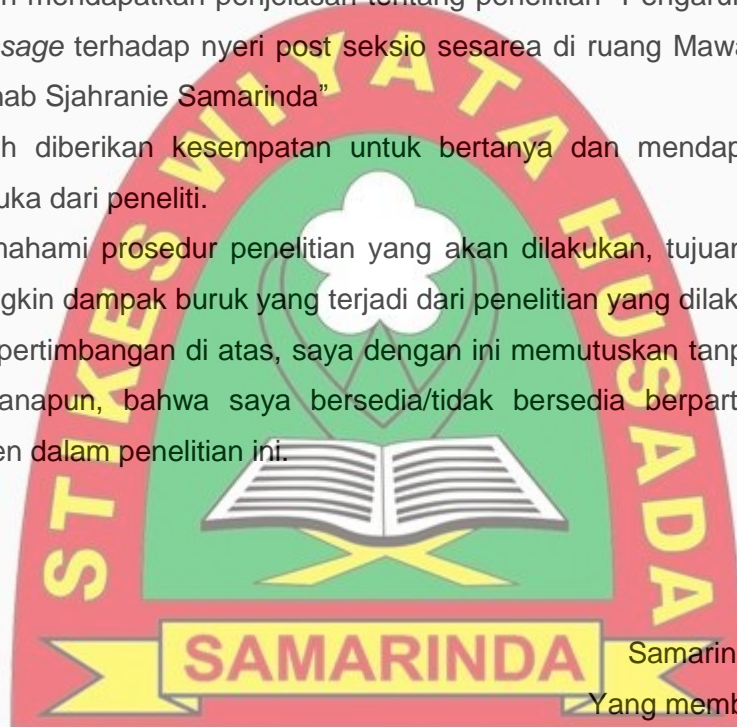 mendapatkan penjelasan tentang penelitian “Pengaruh
sage terhadap nyeri post seksio sesarea di ruang Mawa
hab Sjahranie Samarinda”
h diberikan kesempatan untuk bertanya dan mendap
uka dari peneliti.
mahami prosedur penelitian yang akan dilakukan, tujuan
gkin dampak buruk yang terjadi dari penelitian yang dilak
pertimbangan di atas, saya dengan ini memutuskan tanp
anapun, bahwa saya bersedia/tidak bersedia berpart
en dalam penelitian ini.
STIKES WIYATA HUSADA
SAMARINDA
Samarin
Yang memb